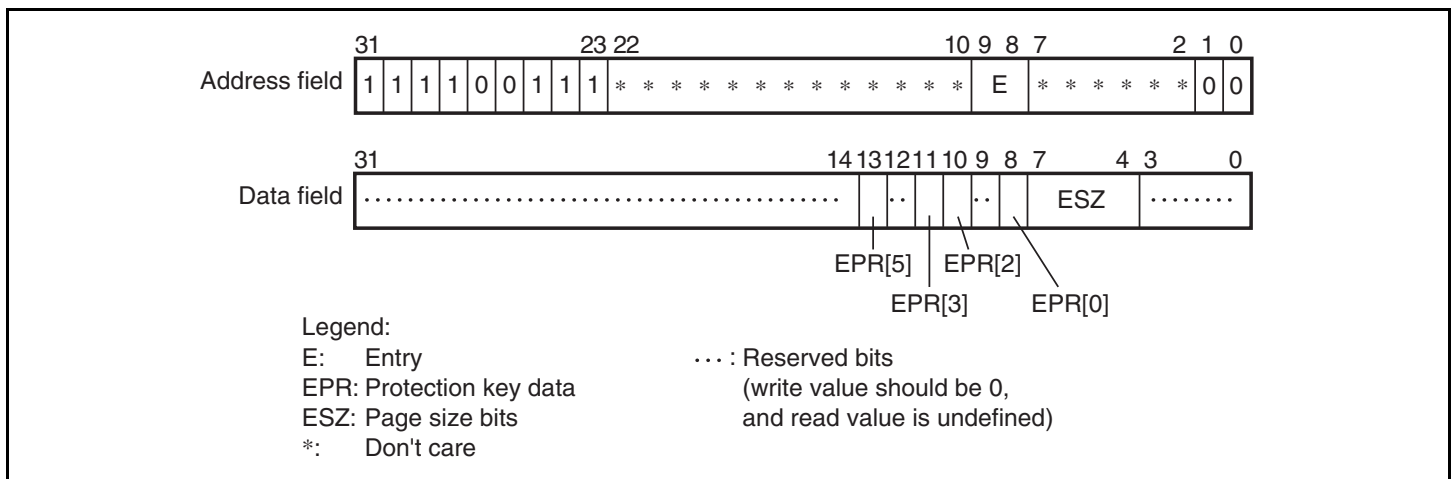 31 23 22 10 9 8 7 2 1 0
Address field 1 1 1 1 0 0 1 1 1 * * * * * * * * * * * * * E * * * * * * 0 0
31 14 13 12 11 10 9 8 7 4 3 0
Data field ESZ
EPR[5] EPR[2]
EPR[3] EPR[0]
Legend:
E: Entry
EPR: Protection key data
ESZ: Page size bits
*: Don't care
... : Reserved bits
(write value should be 0,
and read value is undefined)